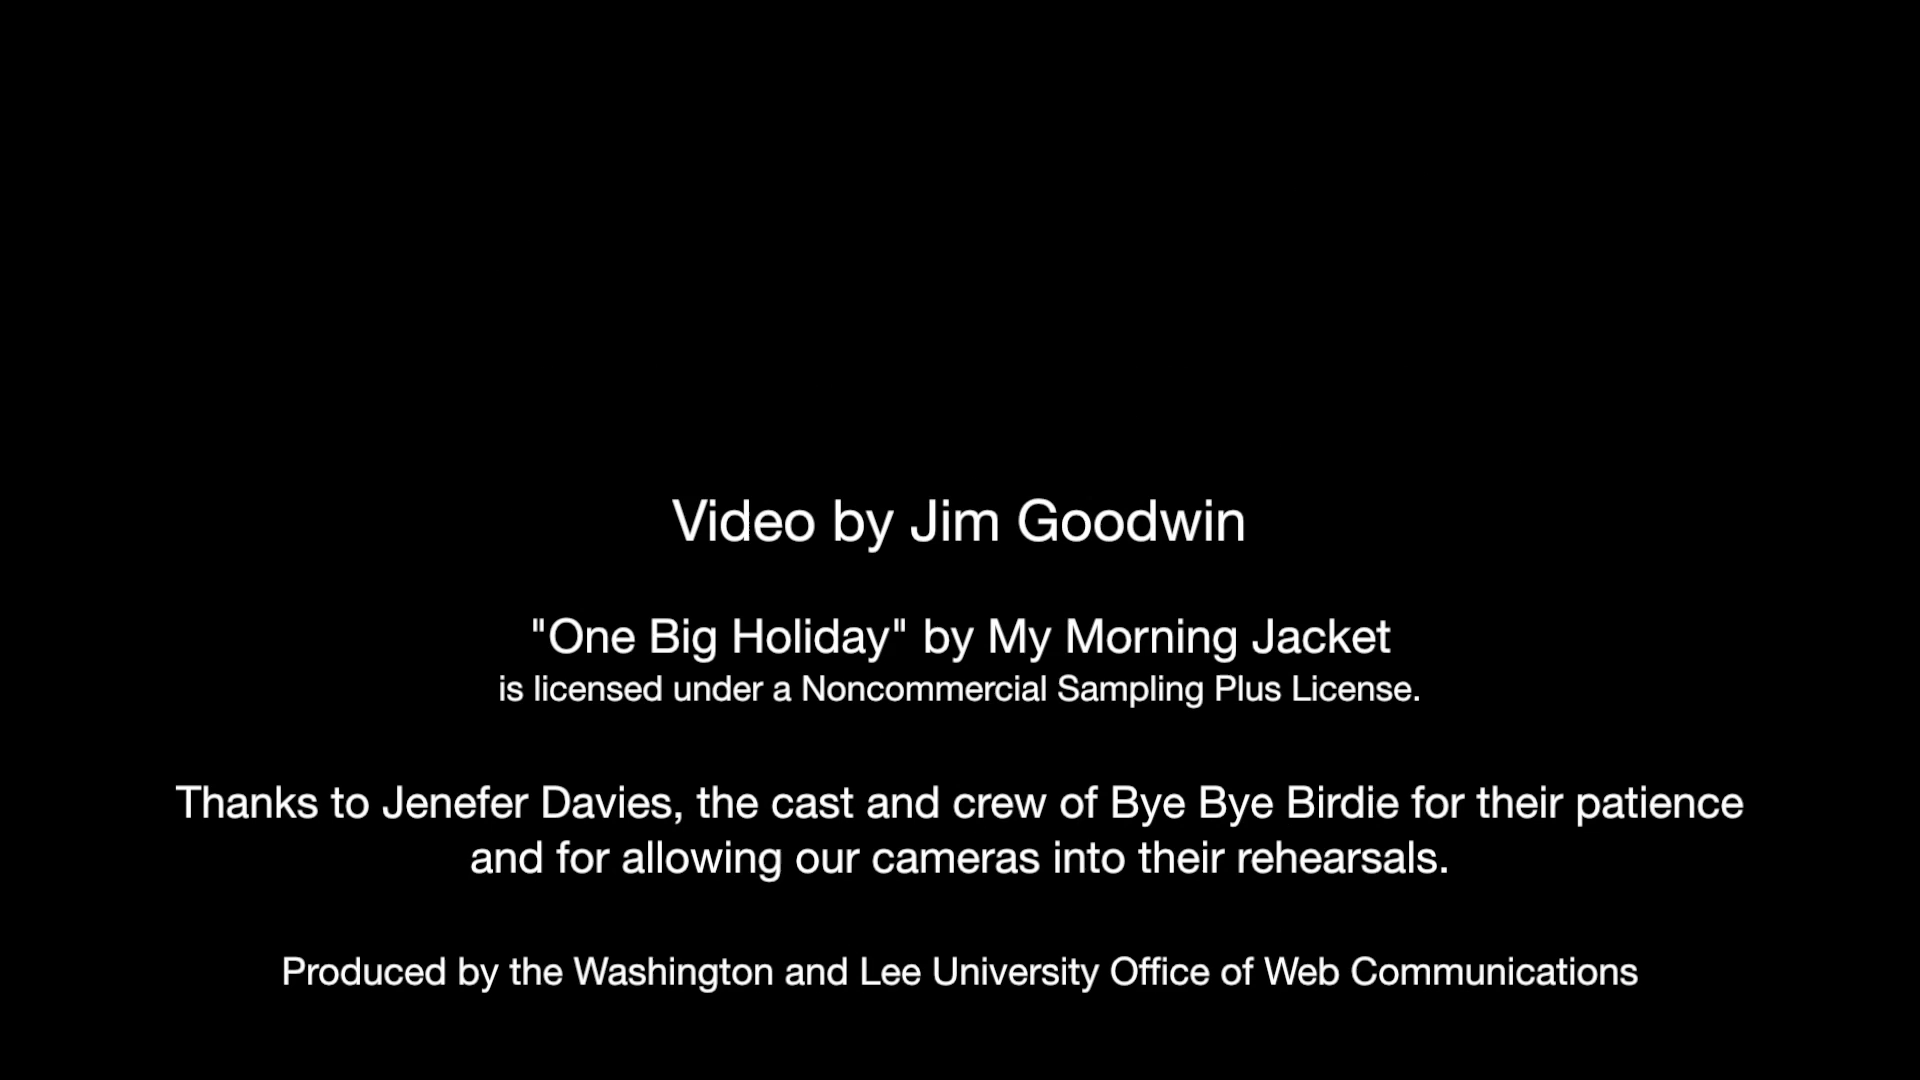 Video by Jim Goodwin
"One Big Holiday" by My Morning Jacket
is licensed under a Noncommercial Sampling Plus License.
Thanks to Jenefer Davies, the cast and crew of Bye Bye Birdie for their patience
and for allowing our cameras into their rehearsals.
Produced by the Washington and Lee University Office of Web Communications